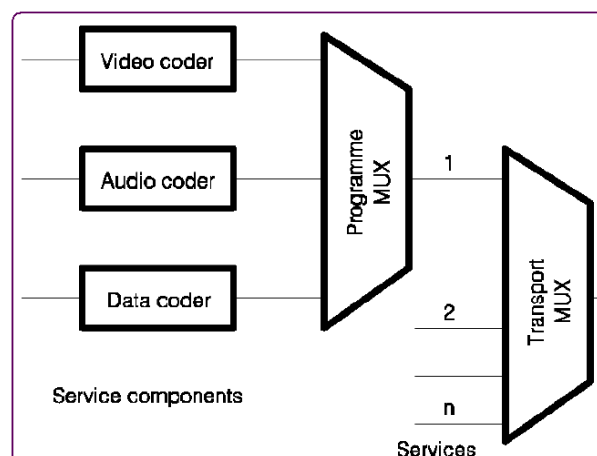 Video coder
Audio coder
Data coder
Service components
Programme
MUX
1
2
n
Services
Transport
MUX